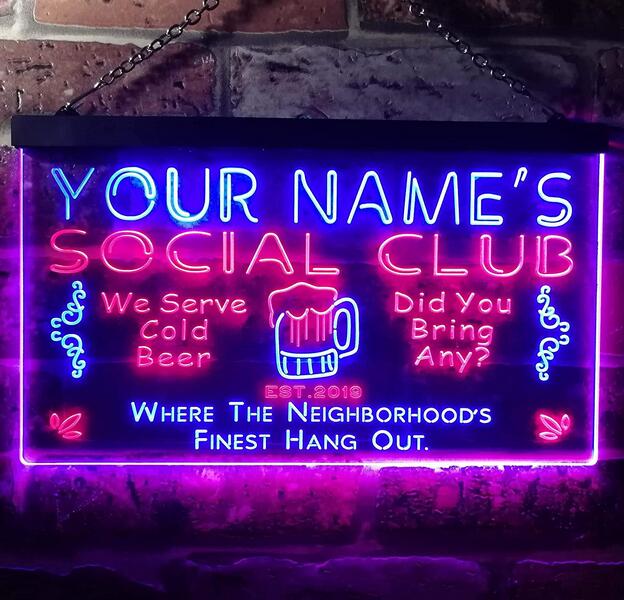 YOUR NAME'S
SOCIAL CLUB
We Serve
Cold
Beer
Did You
Bring
Any?
EST.2019
WHERE THE NEIGHBORHOOD'S
FINEST HANG OUT.